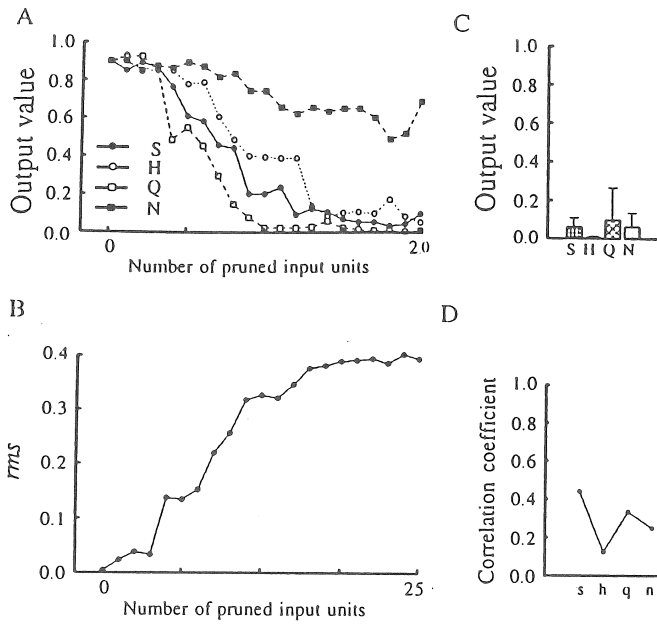 A
Output value
1.0
0.8
0.6
0.4
0.2
0.0
S
H
Q
N
0
2.0
Number of pruned input units
B
rms
0.4
0.3
0.2
0.1
0.0
0
25
Number of pruned input units
C
Output value
1.0
0.8
0.6
0.4
0.2
0.0
S H Q N
D
Correlation coefficient
1.0
0.8
0.6
0.4
0.2
0.0
s h q n